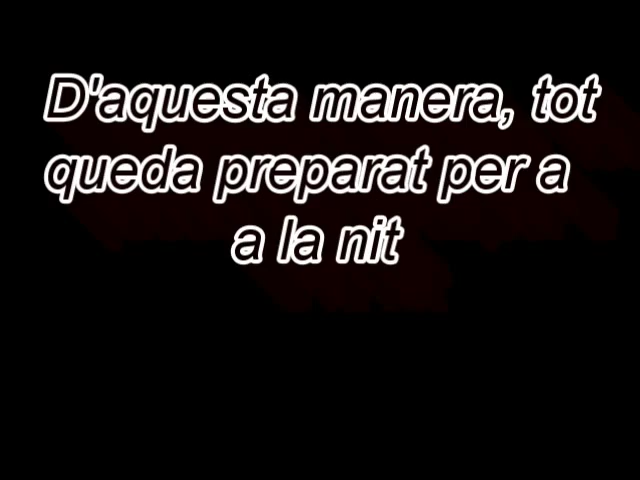 D'aquesta manera, tot
queda preparat per a
a la nit